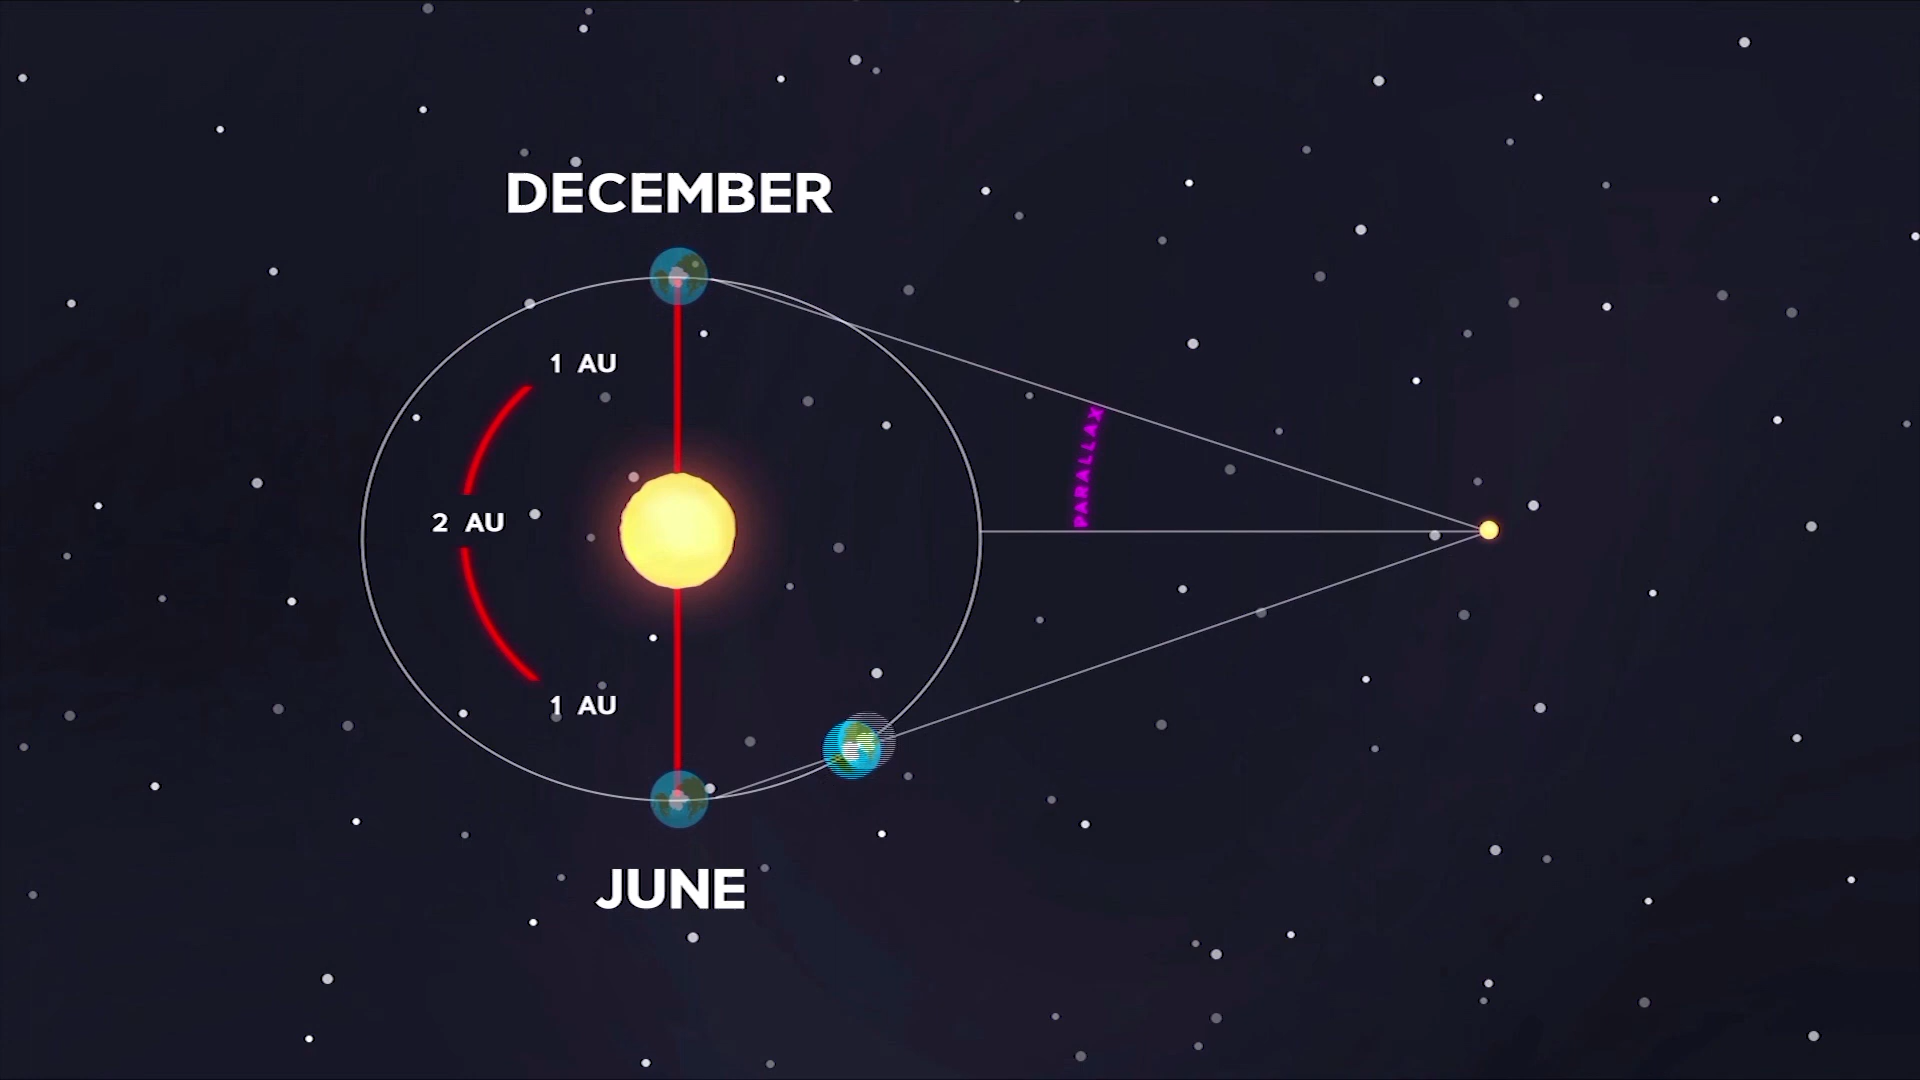 DECEMBER
1 AU
PARALLAX
2 AU
1 AU
JUNE